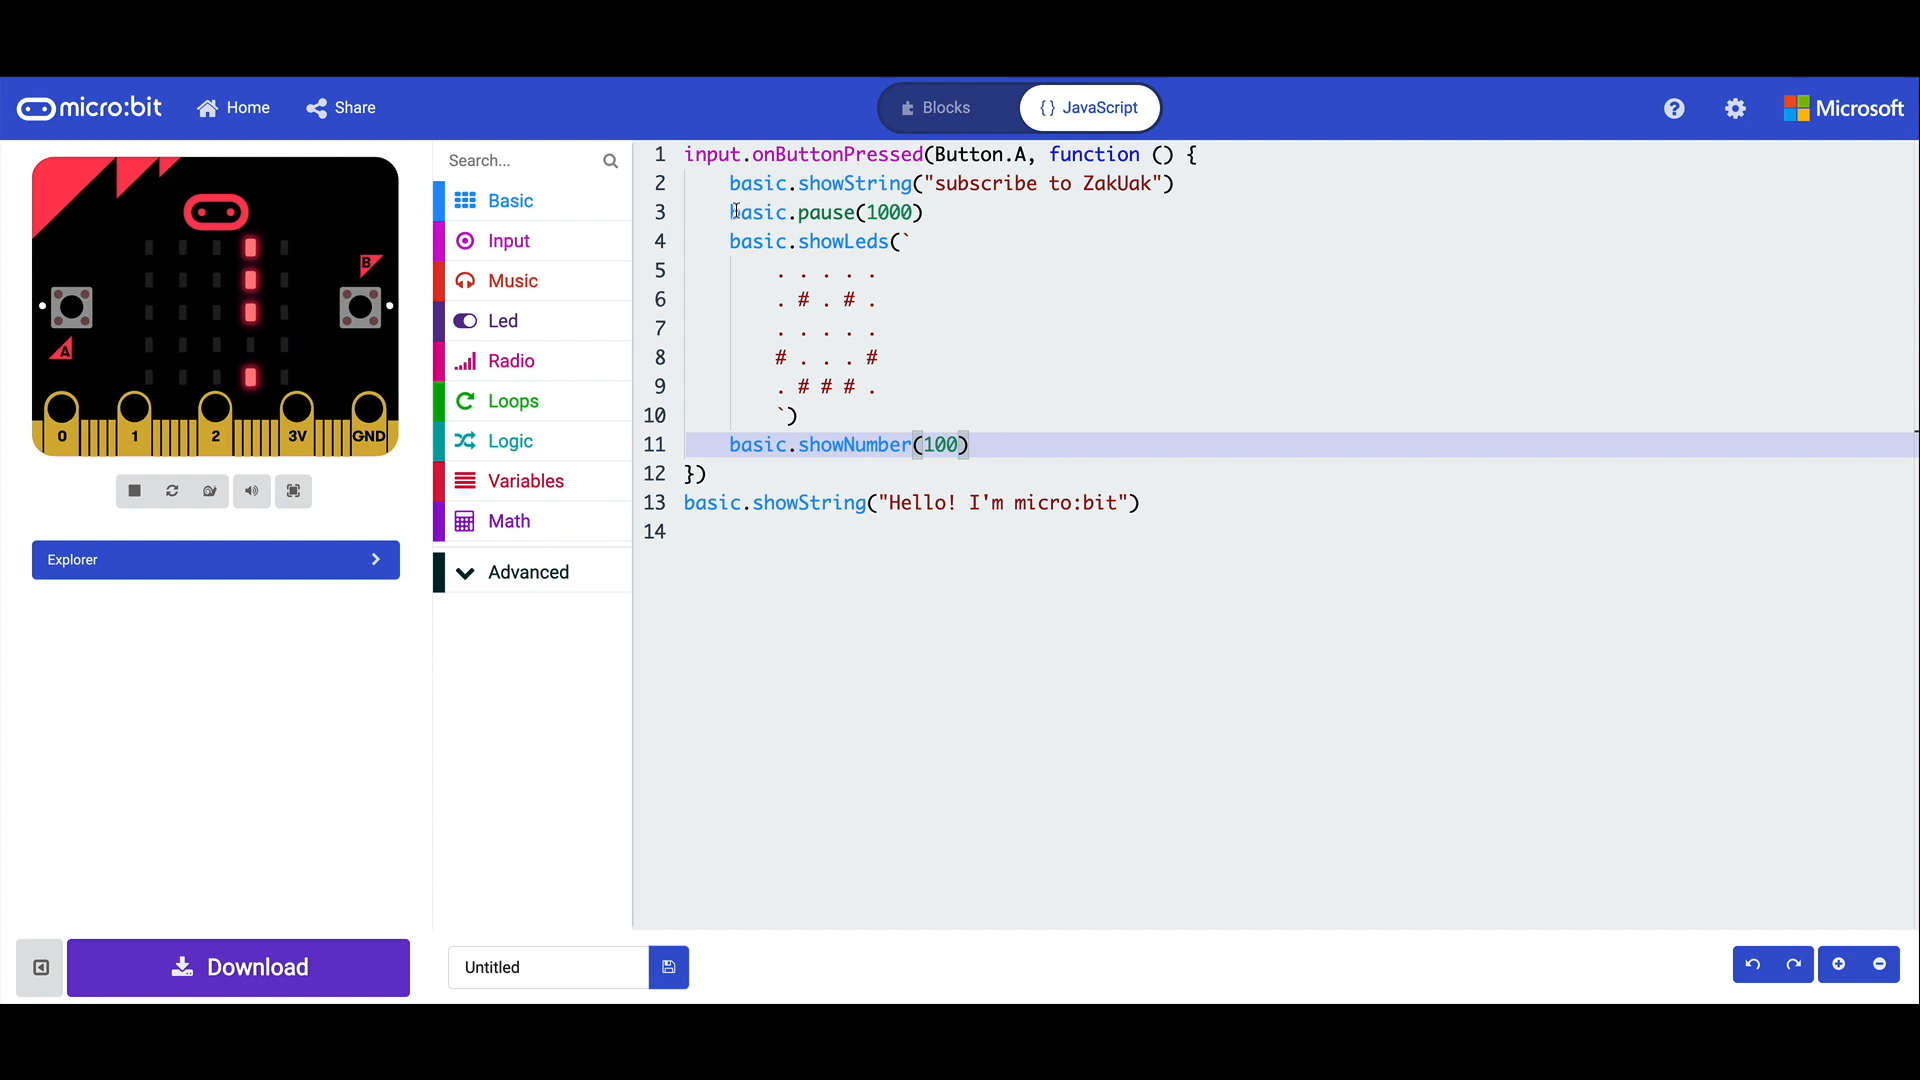 micro:bit Home Share Blocks {} JavaScript ? Microsoft
Search...
Basic
Input
Music
Led
Radio
Loops
Logic
Variables
Math
Advanced
B
A
0 1 2 3V GND
Explorer
1 input.onButtonPressed(Button.A, function () {
2 basic.showString("subscribe to ZakUak")
3 basic.pause(1000)
4 basic.showLeds(`
5 . . . . .
6 . # . # .
7 . . . . .
8 # . . . #
9 . # # # .
10 `)
11 basic.showNumber(100)
12 })
13 basic.showString("Hello! I'm micro:bit")
14
Download
Untitled